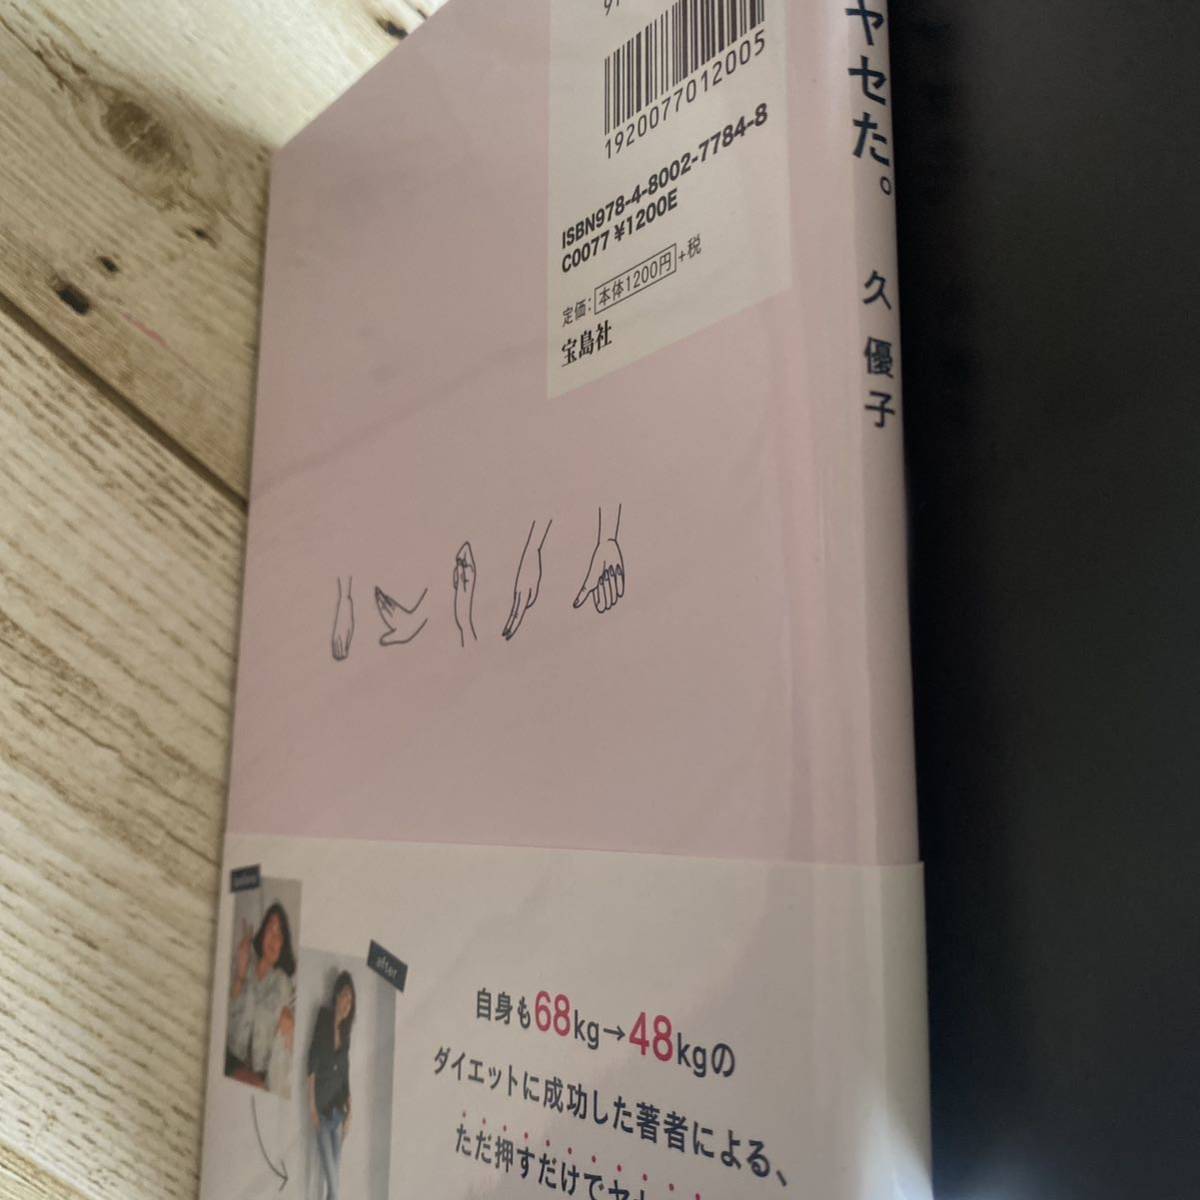 1920077012005
ISBN978-4-8002-7784-8
C0077 ¥1200E
定価：本体1200円+税
宝島社
ヤセた。 久 優子
after
自身も68kg→48kgの
ダイエットに成功した著者による、
ただ押すだけで